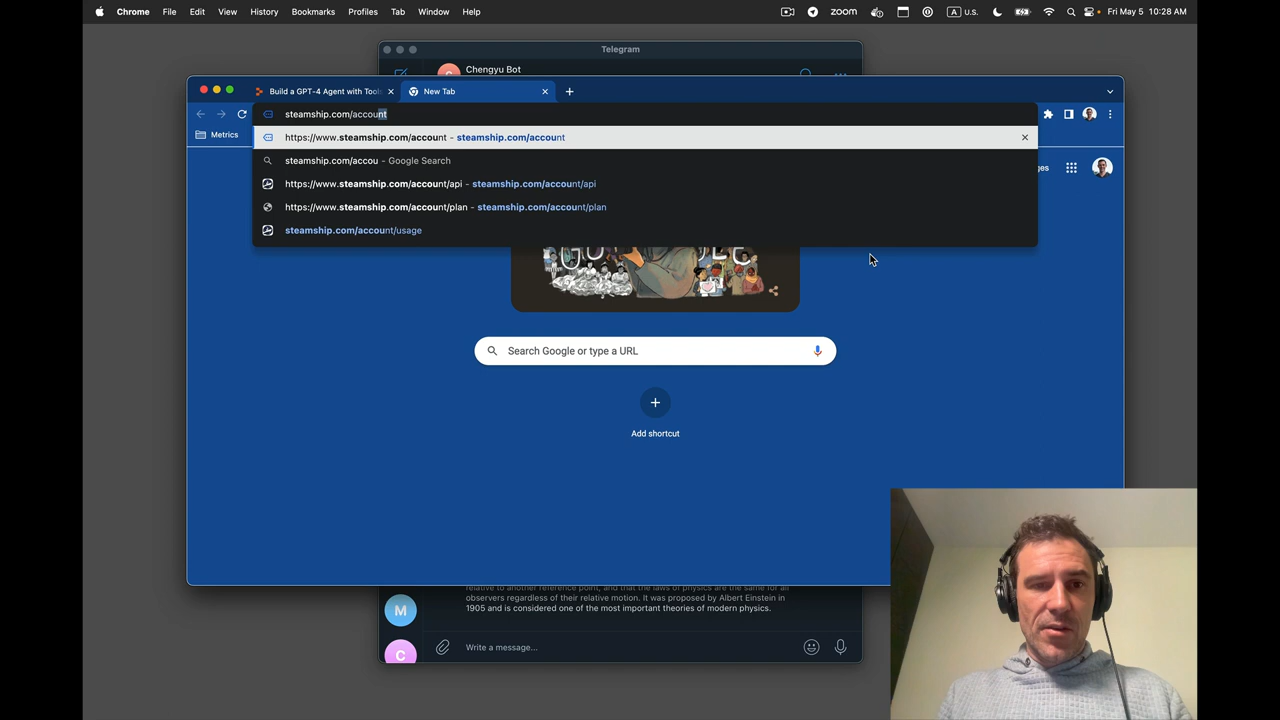 Chrome File Edit View History Bookmarks Profiles Tab Window Help zoom A U.S. Fri May 5 10:28 AM
Telegram
Chengyu Bot
Build a GPT-4 Agent with Tools New Tab
steamship.com/account
Metrics
https://www.steamship.com/account - steamship.com/account
steamship.com/accou - Google Search
https://www.steamship.com/account/api - steamship.com/account/api
https://www.steamship.com/account/plan - steamship.com/account/plan
steamship.com/account/usage
Search Google or type a URL
Add shortcut
relative to another reference point, and that the laws of physics are the same for all
observers regardless of their relative motion. It was proposed by Albert Einstein in
1905 and is considered one of the most important theories of modern physics.
M
C
Write a message...